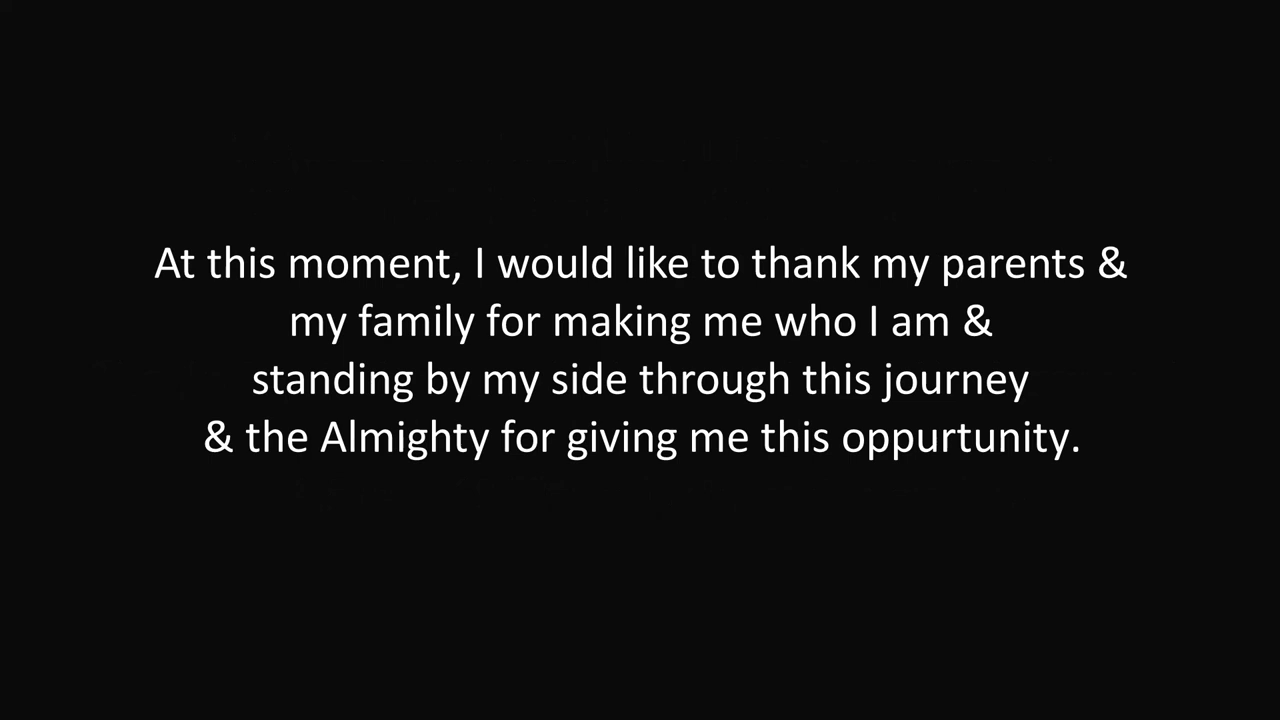 At this moment, I would like to thank my parents &
my family for making me who I am &
standing by my side through this journey
& the Almighty for giving me this oppurtunity.